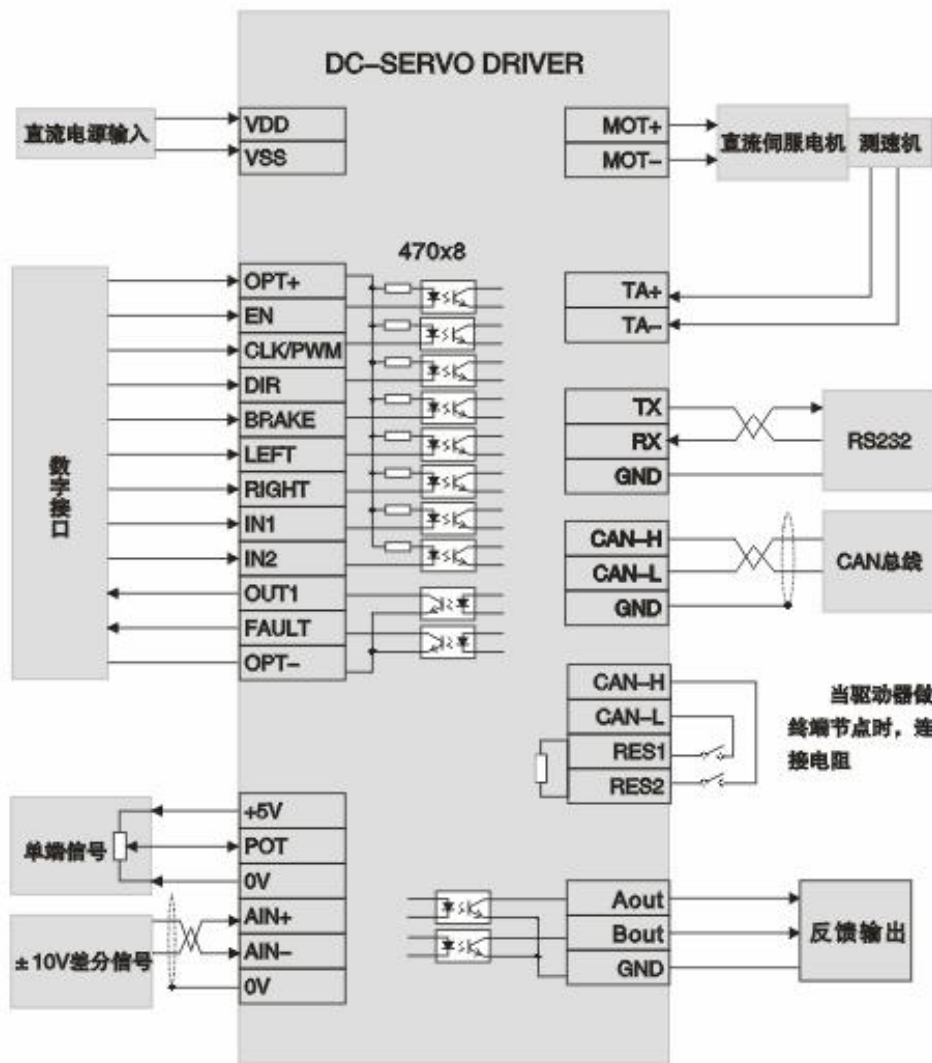 DC-SERVO DRIVER
直流电源输入
VDD
VSS
MOT+
MOT-
直流伺服电机
测速机
470x8
数字接口
OPT+
EN
CLK/PWM
DIR
BRAKE
LEFT
RIGHT
IN1
IN2
OUT1
FAULT
OPT-
TA+
TA-
TX
RX
GND
RS232
CAN-H
CAN-L
GND
CAN总线
CAN-H
CAN-L
RES1
RES2
当驱动器做
终端节点时，连
接电阻
单端信号
+5V
POT
0V
±10V差分信号
AIN+
AIN-
0V
Aout
Bout
GND
反馈输出